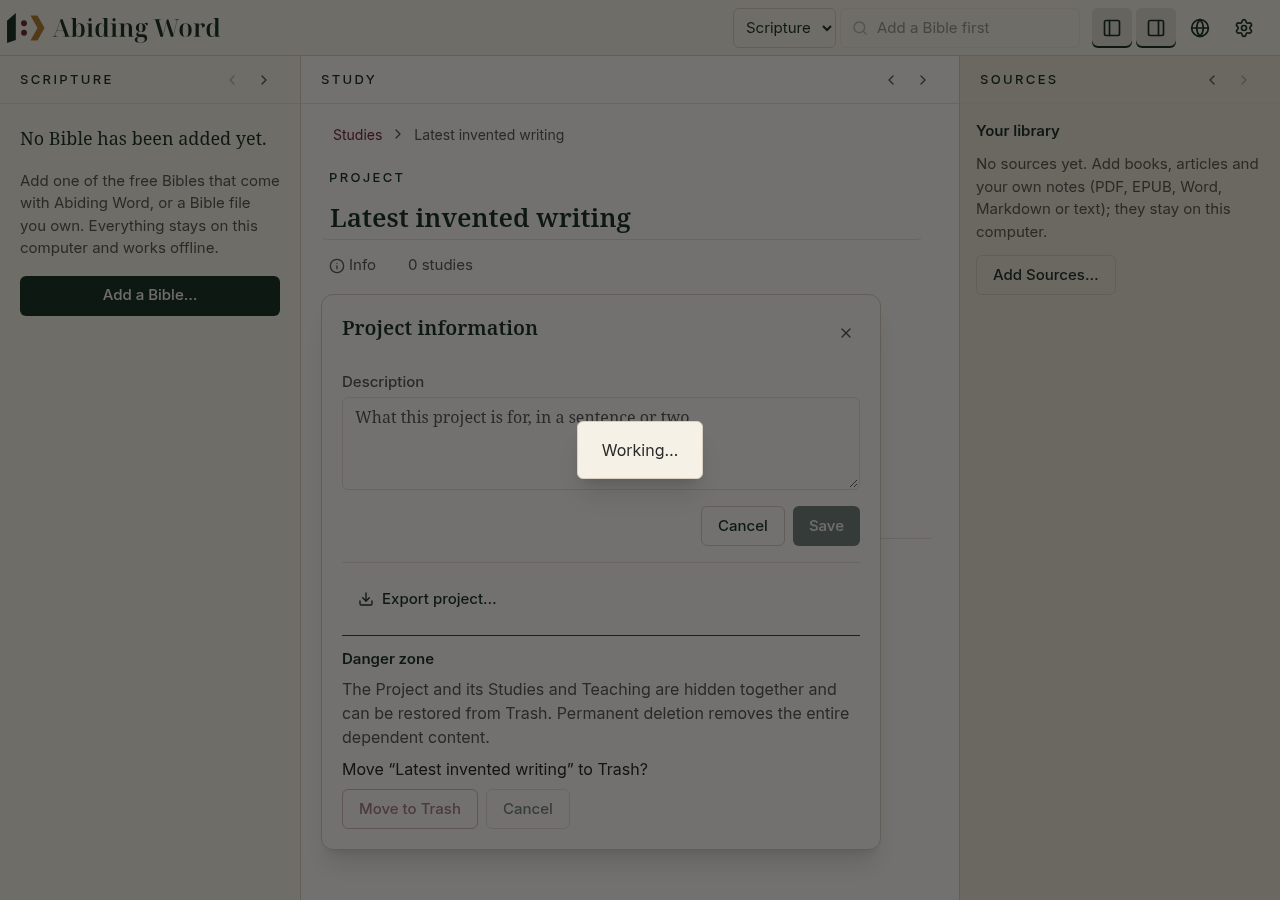 Abiding Word
Scripture
Add a Bible first
SCRIPTURE
No Bible has been added yet.
Add one of the free Bibles that come
with Abiding Word, or a Bible file
you own. Everything stays on this
computer and works offline.
Add a Bible…
STUDY
Studies
Latest invented writing
PROJECT
Latest invented writing
Info
0 studies
Project information
Description
What this project is for, in a sentence or two
Working…
Cancel
Save
Export project…
Danger zone
The Project and its Studies and Teaching are hidden together and
can be restored from Trash. Permanent deletion removes the entire
dependent content.
Move “Latest invented writing” to Trash?
Move to Trash
Cancel
SOURCES
Your library
No sources yet. Add books, articles and
your own notes (PDF, EPUB, Word,
Markdown or text); they stay on this
computer.
Add Sources…